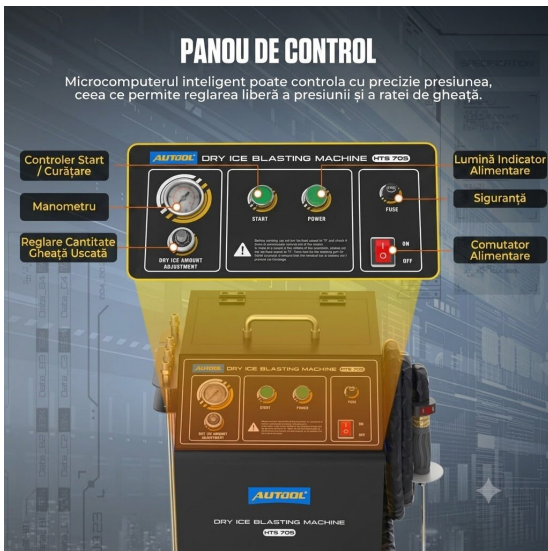 PANOU DE CONTROL
Microcomputerul inteligent poate controla cu precizie presiunea,
ceea ce permite reglarea liberă a presiunii și a ratei de gheață.
Controler Start
/ Curățare
Manometru
Reglare Cantitate
Gheață Uscată
Lumină Indicator
Alimentare
Siguranță
Comutator
Alimentare
AUTOOL DRY ICE BLASTING MACHINE HTS 705
START
POWER
FUSE
DRY ICE AMOUNT
ADJUSTMENT
ON
OFF
AUTOOL DRY ICE BLASTING MACHINE HTS 705
START
POWER
FUSE
DRY ICE AMOUNT
ADJUSTMENT
ON
OFF
AUTOOL
DRY ICE BLASTING MACHINE
HTS 705